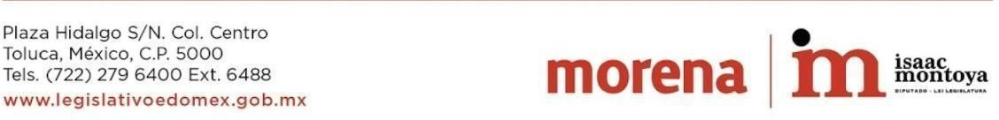 Plaza Hidalgo S/N. Col. Centro
Toluca, México, C.P. 5000
Tels. (722) 279 6400 Ext. 6488
www.legislativoedomex.gob.mx
morena
im
isaac
montoya
DIPUTADO - LXI LEGISLATURA